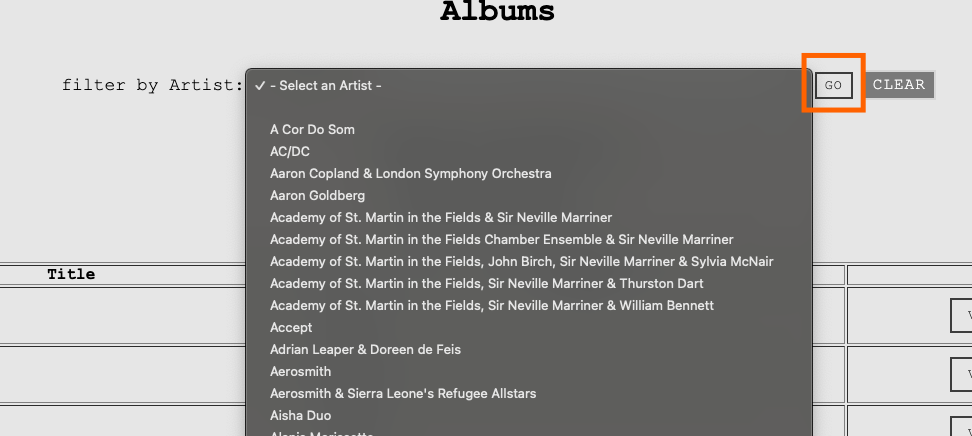 Albums
filter by Artist: ✓ - Select an Artist - GO CLEAR
A Cor Do Som
AC/DC
Aaron Copland & London Symphony Orchestra
Aaron Goldberg
Academy of St. Martin in the Fields & Sir Neville Marriner
Academy of St. Martin in the Fields Chamber Ensemble & Sir Neville Marriner
Academy of St. Martin in the Fields, John Birch, Sir Neville Marriner & Sylvia McNair
Academy of St. Martin in the Fields, Sir Neville Marriner & Thurston Dart
Academy of St. Martin in the Fields, Sir Neville Marriner & William Bennett
Title
Accept
Adrian Leaper & Doreen de Feis
Aerosmith
Aerosmith & Sierra Leone's Refugee Allstars
Aisha Duo